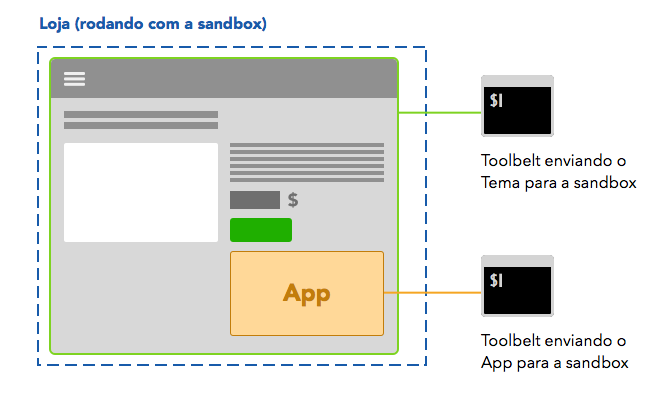 Loja (rodando com a sandbox)
$I
Toolbelt enviando o
Tema para a sandbox
$
App
$I
Toolbelt enviando o
App para a sandbox